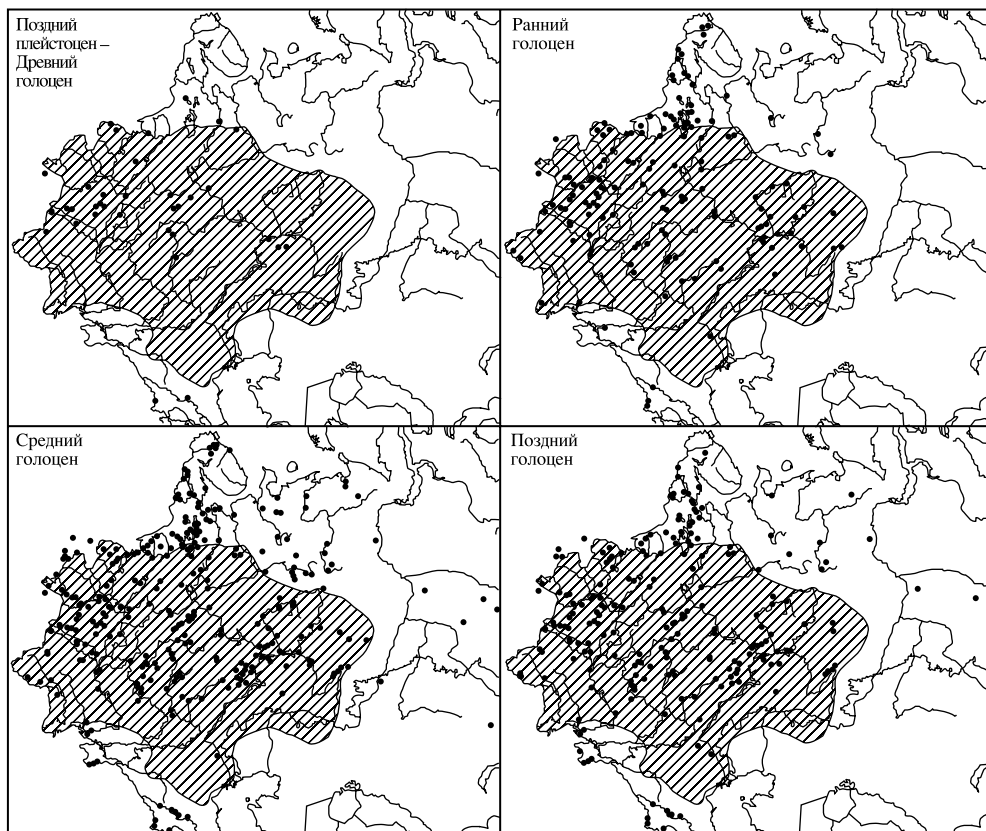 Поздний
плейстоцен –
Древний
голоцен
Ранний
голоцен
Средний
голоцен
Поздний
голоцен